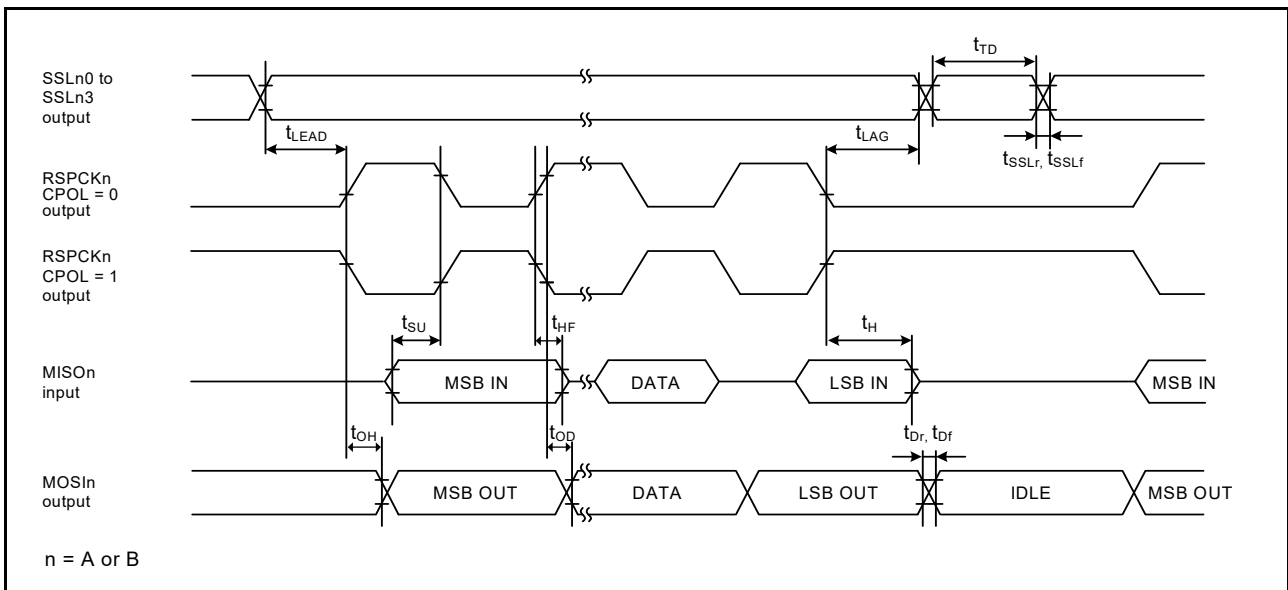 tTD
SSLn0 to
SSLn3
output
tLEAD
tLAG
tSSLr, tSSLf
RSPCKn
CPOL = 0
output
RSPCKn
CPOL = 1
output
tSU
tHF
tH
MISOn
input
MSB IN
DATA
LSB IN
MSB IN
tOH
tOD
tDr, tDf
MOSIn
output
MSB OUT
DATA
LSB OUT
IDLE
MSB OUT
n = A or B